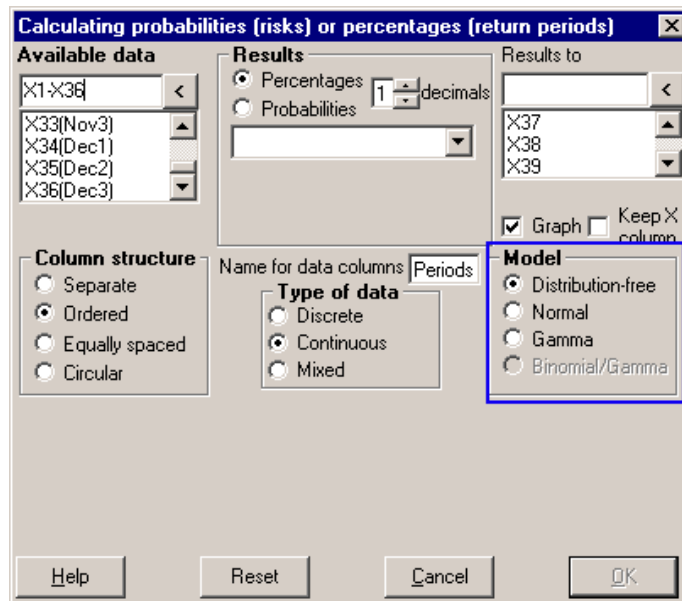 Calculating probabilities (risks) or percentages (return periods)
Available data
X1-X36
<
X33(Nov3)
X34(Dec1)
X35(Dec2)
X36(Dec3)
Results
Percentages
Probabilities
1
decimals
Results to
<
X37
X38
X39
Graph
Keep X
column
Column structure
Separate
Ordered
Equally spaced
Circular
Name for data columns
Periods
Type of data
Discrete
Continuous
Mixed
Model
Distribution-free
Normal
Gamma
Binomial/Gamma
Help
Reset
Cancel
OK